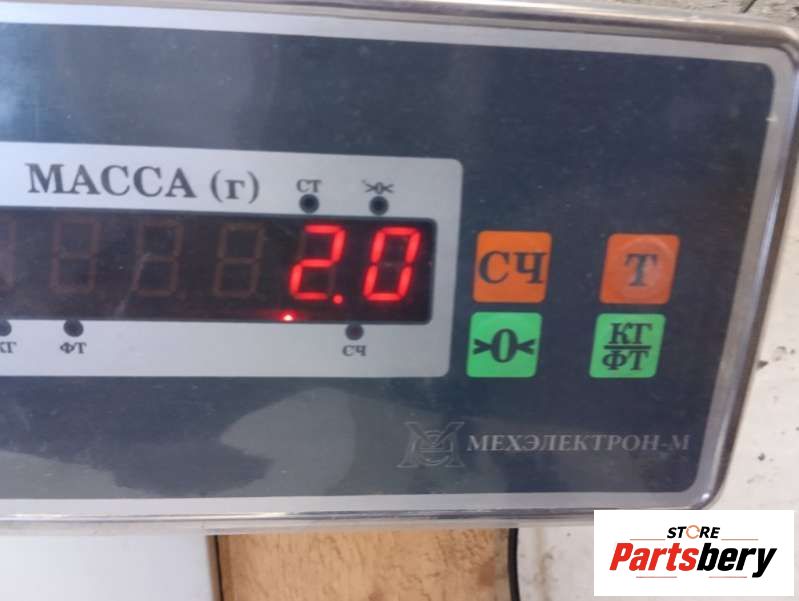 МАССА (г)
СТ >0<
2.0
КГ ФТ СЧ
СЧ Т
>0< КГ/ФТ
МЕХЭЛЕКТРОН-М
STORE
Partsbery